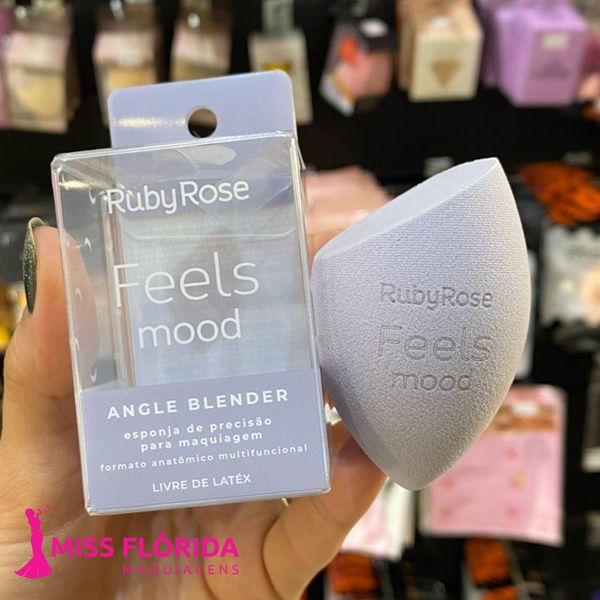 RubyRose
Feels
mood
ANGLE BLENDER
esponja de precisão
para maquiagem
formato anatômico multifuncional
LIVRE DE LATÉX
RubyRose
Feels
mood
MISS FLÓRIDA
MAQUIAGENS